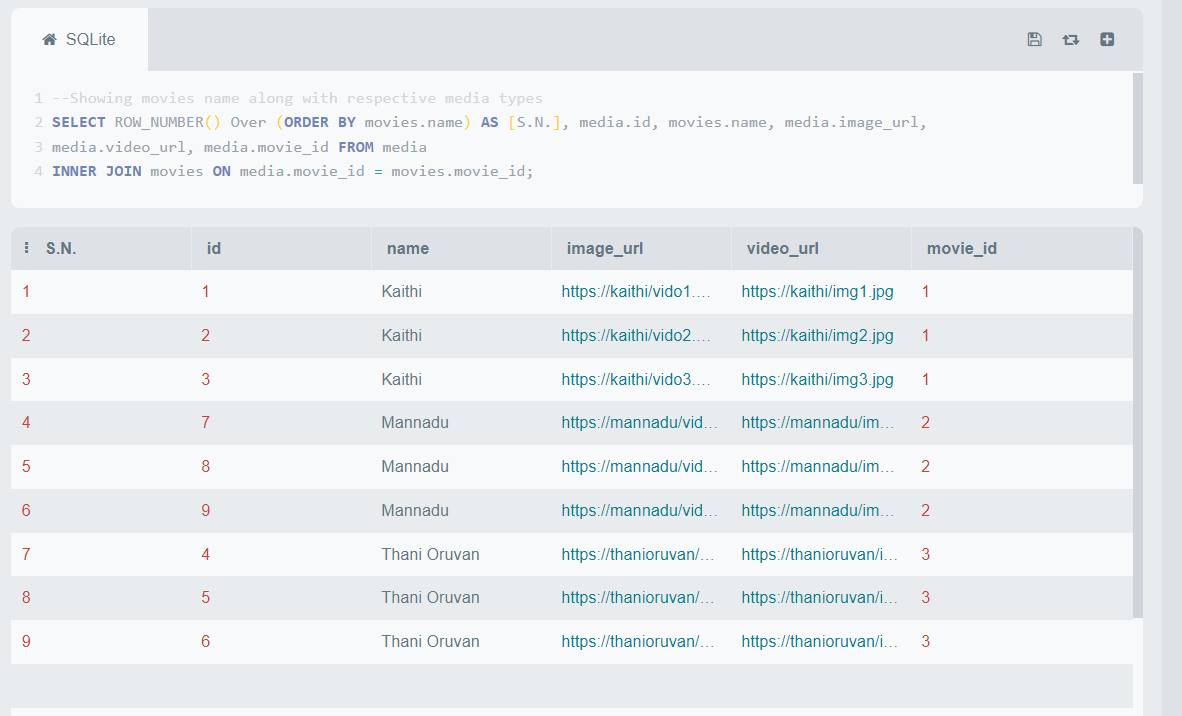 SQLite
1 --Showing movies name along with respective media types
2 SELECT ROW_NUMBER() Over (ORDER BY movies.name) AS [S.N.], media.id, movies.name, media.image_url,
3 media.video_url, media.movie_id FROM media
4 INNER JOIN movies ON media.movie_id = movies.movie_id;
S.N. id name image_url video_url movie_id
1 1 Kaithi https://kaithi/vido1.... https://kaithi/img1.jpg 1
2 2 Kaithi https://kaithi/vido2.... https://kaithi/img2.jpg 1
3 3 Kaithi https://kaithi/vido3.... https://kaithi/img3.jpg 1
4 7 Mannadu https://mannadu/vid... https://mannadu/im... 2
5 8 Mannadu https://mannadu/vid... https://mannadu/im... 2
6 9 Mannadu https://mannadu/vid... https://mannadu/im... 2
7 4 Thani Oruvan https://thanioruvan/... https://thanioruvan/i... 3
8 5 Thani Oruvan https://thanioruvan/... https://thanioruvan/i... 3
9 6 Thani Oruvan https://thanioruvan/... https://thanioruvan/i... 3